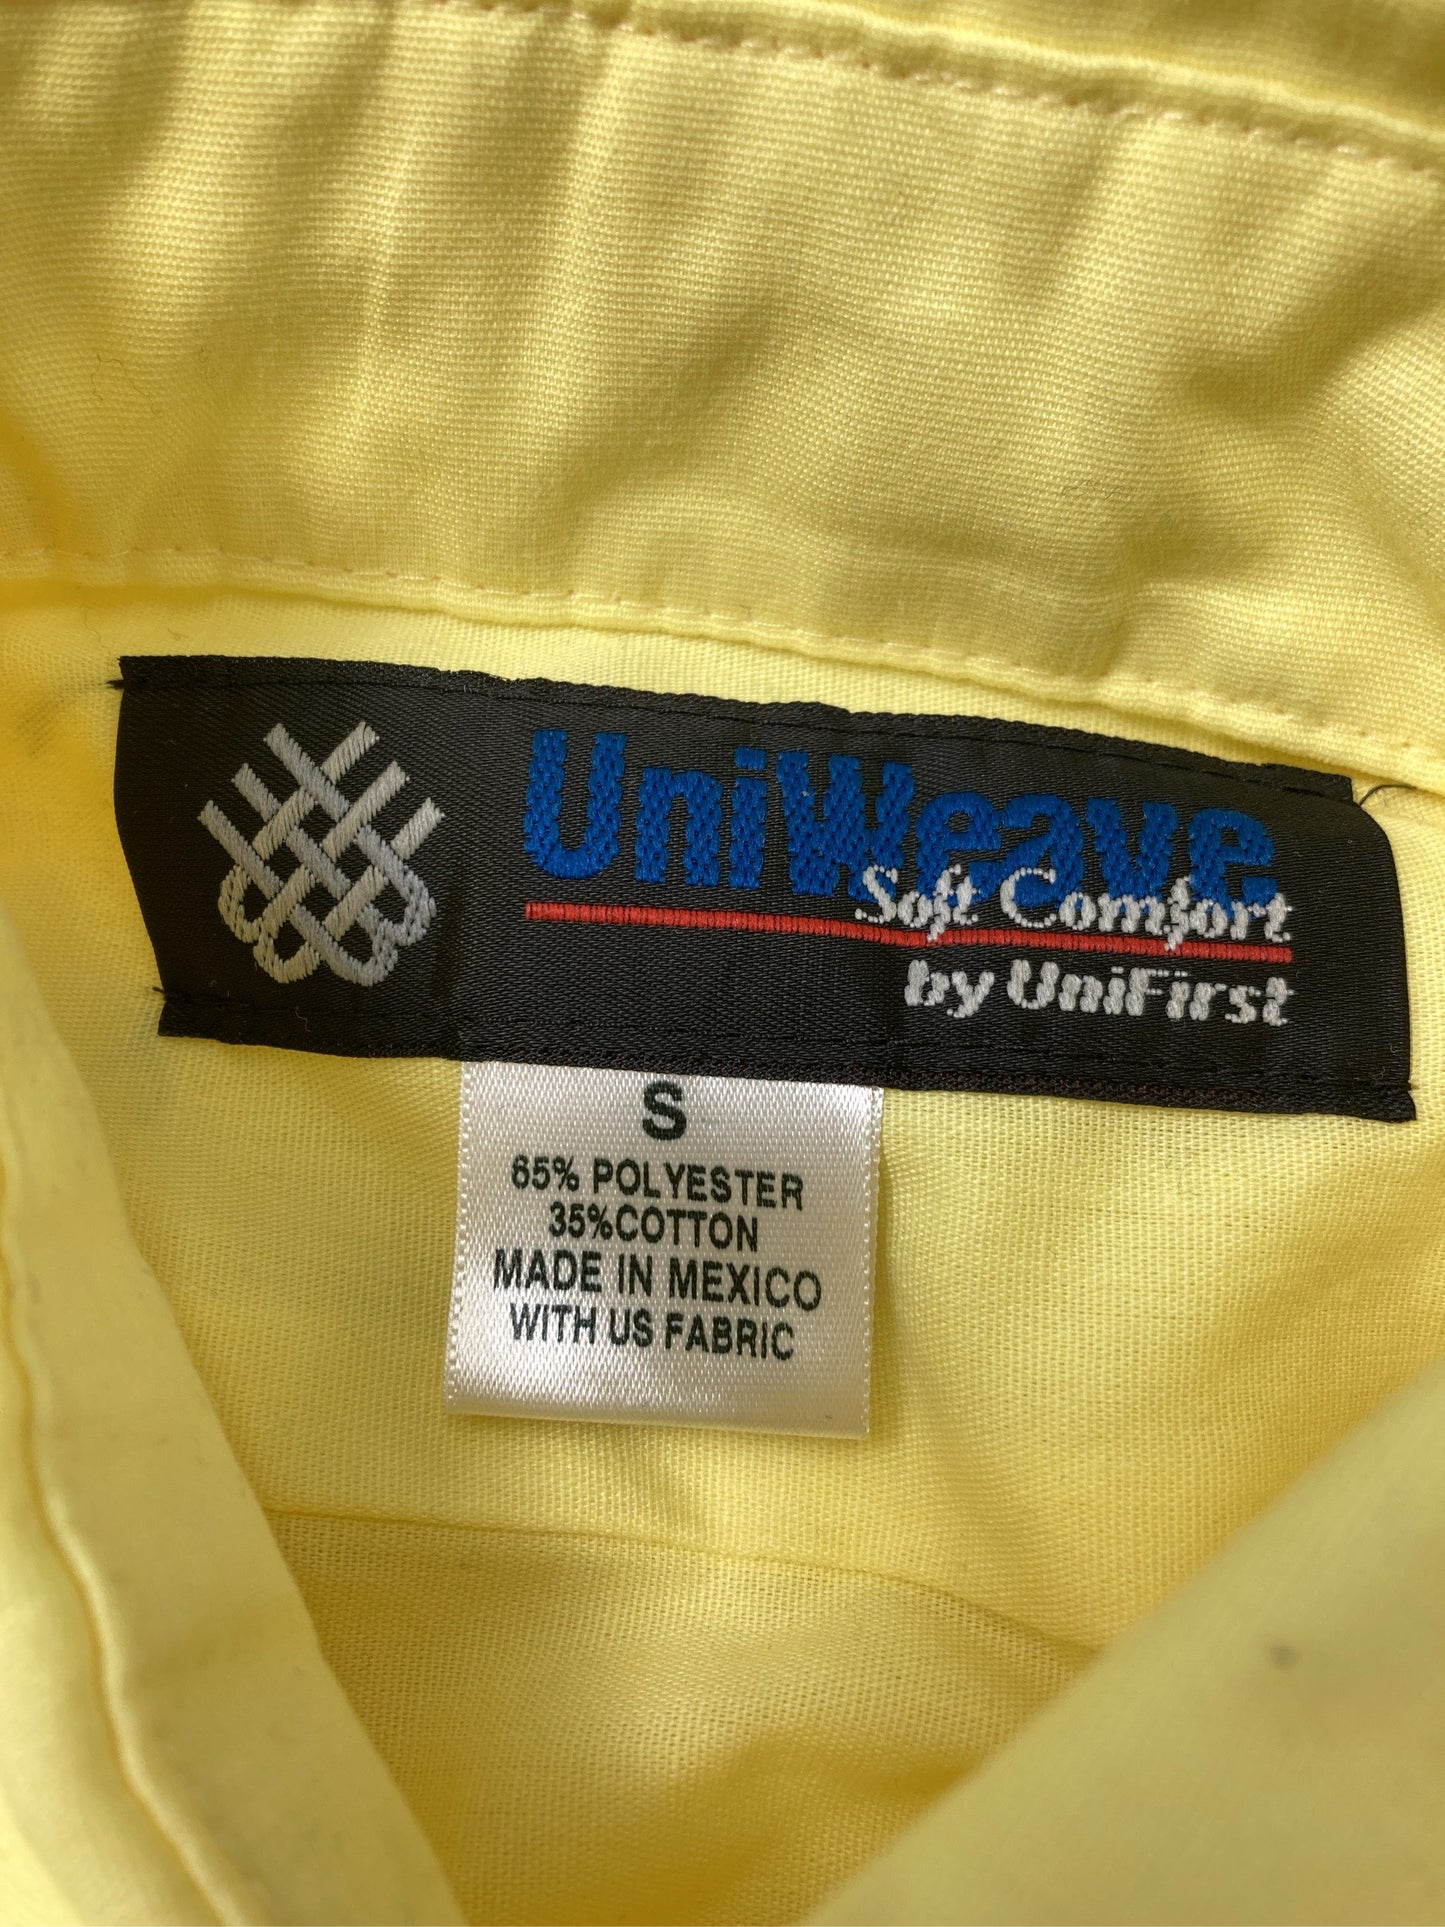 UniWeave
Soft Comfort
by UniFirst
S
65% POLYESTER
35%COTTON
MADE IN MEXICO
WITH US FABRIC